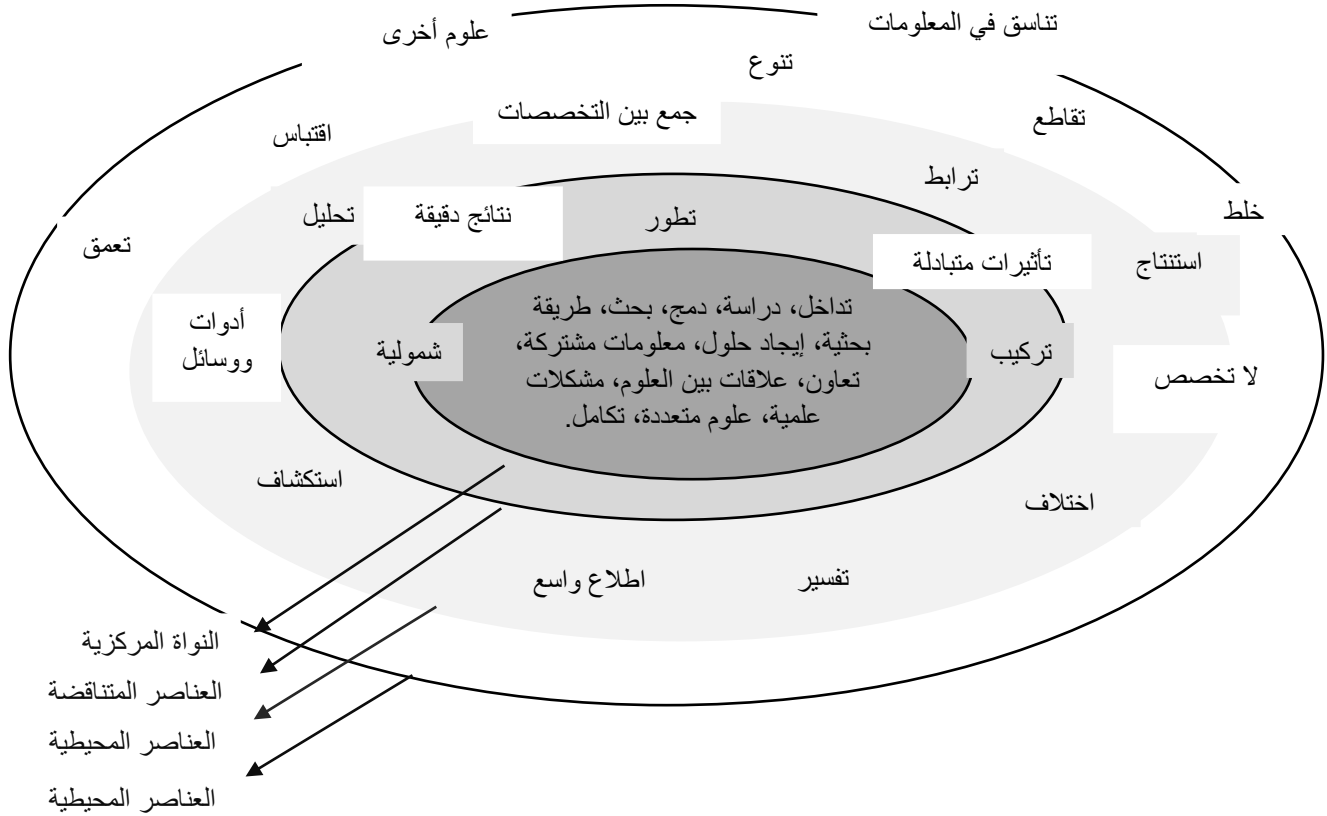 علوم أخرى
تناسق في المعلومات
تنوع
تقاطع
جمع بين التخصصات
اقتباس
ترابط
خلط
نتائج دقيقة
تحليل
تطور
تعمق
تأثيرات متبادلة
استنتاج
أدوات
ووسائل
شمولية
تداخل، دراسة، دمج، بحث، طريقة
بحثية، إيجاد حلول، معلومات مشتركة،
تعاون، علاقات بين العلوم، مشكلات
علمية، علوم متعددة، تكامل.
تركيب
لا تخصص
استكشاف
اختلاف
اطلاع واسع
تفسير
النواة المركزية
العناصر المتناقضة
العناصر المحيطية
العناصر المحيطية